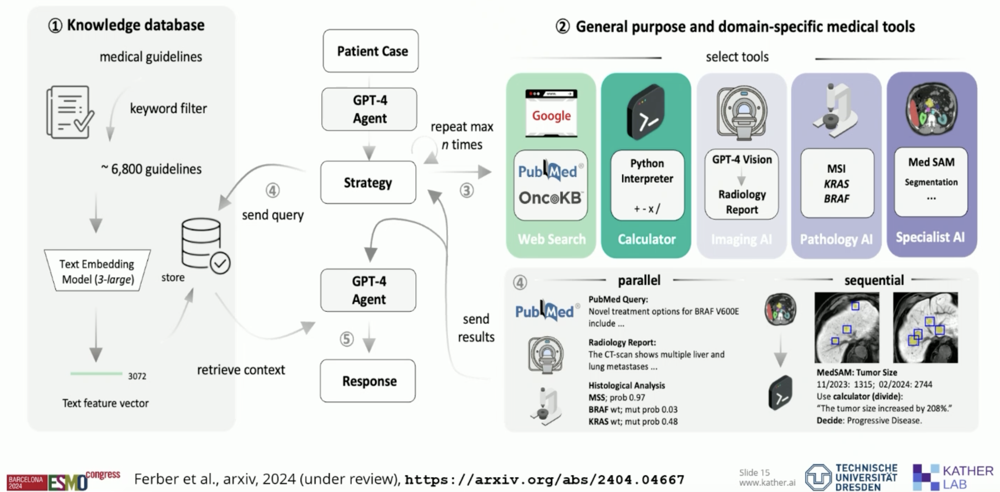 ① Knowledge database
medical guidelines
keyword filter
~ 6,800 guidelines
Text Embedding
Model (3-large)
store
3072
Text feature vector
Patient Case
GPT-4
Agent
repeat max
n times
Strategy
④
send query
③
GPT-4
Agent
send
results
⑤
retrieve context
Response
② General purpose and domain-specific medical tools
select tools
Google
PubMed®
OncoKB™
Web Search
Python
Interpreter
+ - x /
Calculator
GPT-4 Vision
Radiology
Report
Imaging AI
MSI
KRAS
BRAF
Pathology AI
Med SAM
Segmentation
...
Specialist AI
④
parallel
PubMed®
PubMed Query:
Novel treatment options for BRAF V600E
include ...
Radiology Report:
The CT-scan shows multiple liver and
lung metastases ...
Histological Analysis
MSS; prob 0.97
BRAF wt; mut prob 0.03
KRAS wt; mut prob 0.48
sequential
MedSAM: Tumor Size
11/2023: 1315; 02/2024: 2744
Use calculator (divide):
“The tumor size increased by 208%.”
Decide: Progressive Disease.
BARCELONA
2024
ESMO congress
Ferber et al., arxiv, 2024 (under review), https://arxiv.org/abs/2404.04667
Slide 15
www.kather.ai
TECHNISCHE
UNIVERSITÄT
DRESDEN
KATHER
LAB